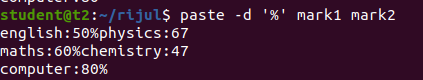 student@t2:~/rijul$ paste -d '%' mark1 mark2
english:50%physics:67
maths:60%chemistry:47
computer:80%